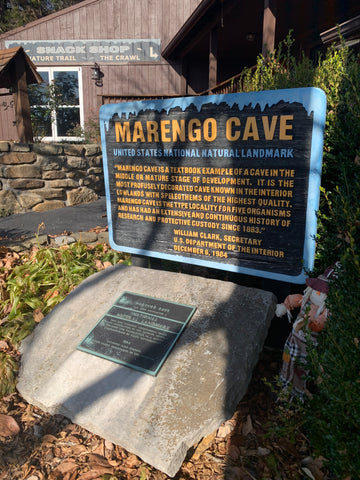 SNACK SHOP
NATURE TRAIL THE CRAWL
MARENGO CAVE
UNITED STATES NATIONAL NATURAL LANDMARK
"MARENGO CAVE IS A TEXTBOOK EXAMPLE OF A CAVE IN THE
MIDDLE OR MATURE STAGE OF DEVELOPMENT. IT IS THE
MOST PROFUSELY DECORATED CAVE KNOWN IN THE INTERIOR
LOWLANDS WITH SPELEOTHEMS OF THE HIGHEST QUALITY.
MARENGO CAVE IS THE TYPE LOCALITY FOR FIVE ORGANISMS
AND HAS HAD AN EXTENSIVE AND CONTINUOUS HISTORY OF
RESEARCH AND PROTECTIVE CUSTODY SINCE 1883."
WILLIAM CLARK, SECRETARY
U.S. DEPARTMENT OF THE INTERIOR
DECEMBER 6, 1984
MARENGO CAVE
NATURAL LANDMARK